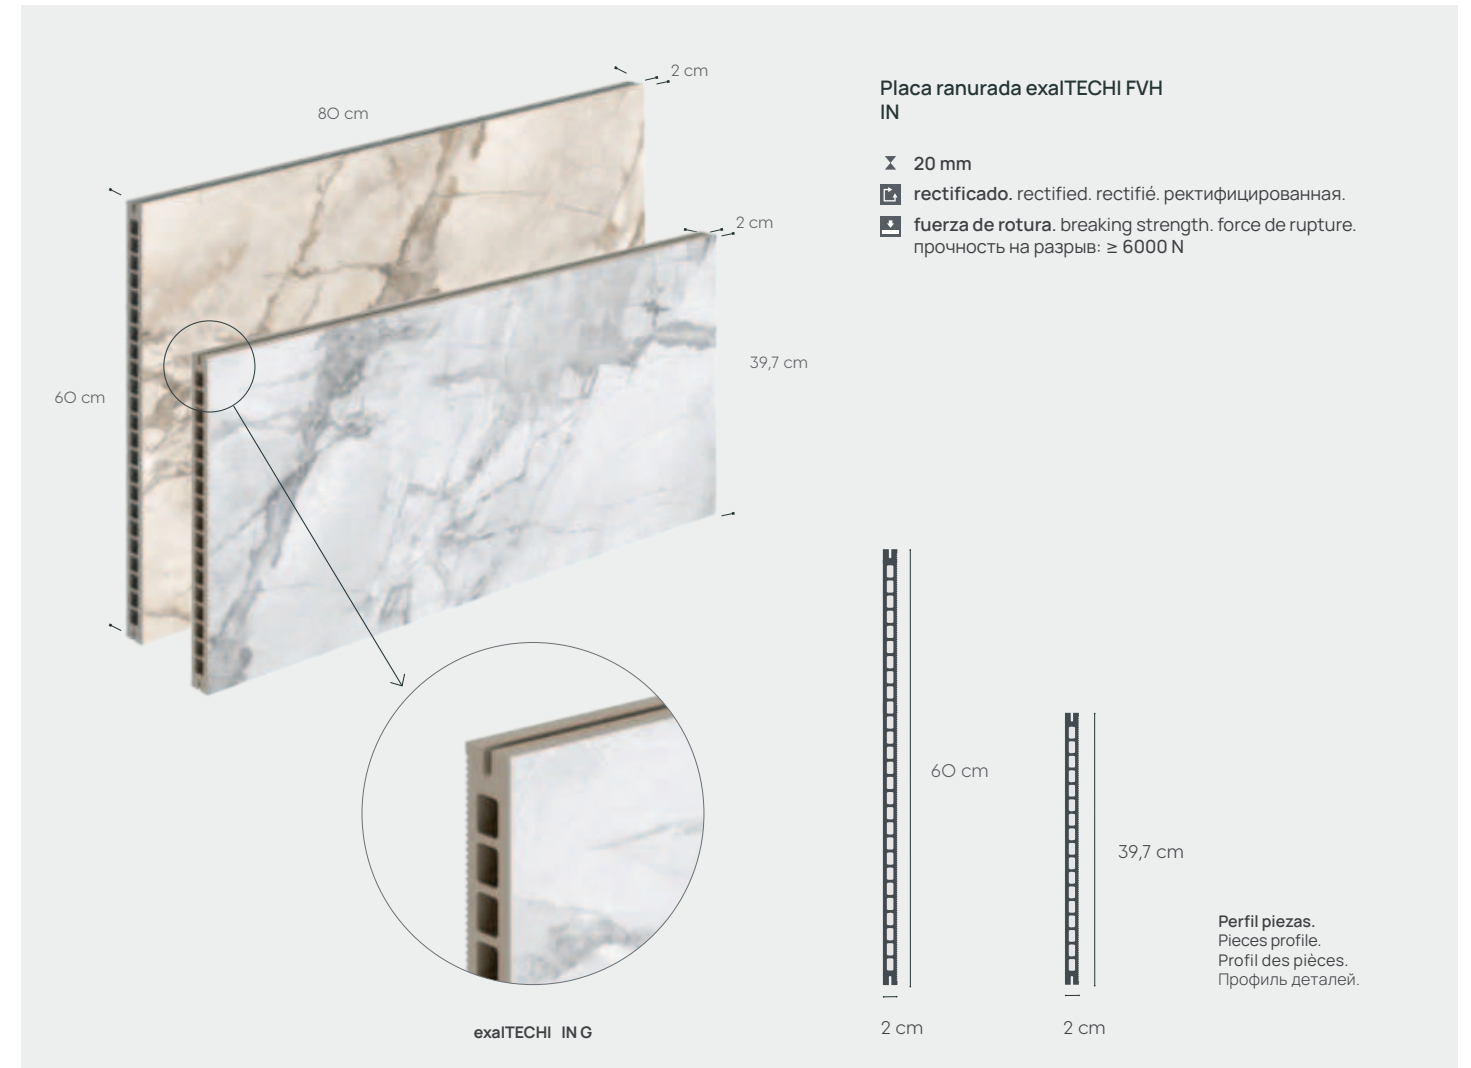 2 cm
80 cm
2 cm
39,7 cm
60 cm
exalTECHI IN G
Placa ranurada exalTECHI FVH
IN
20 mm
rectificado. rectified. rectifié. ректифицированная.
fuerza de rotura. breaking strength. force de rupture.
прочность на разрыв: ≥ 6000 N
60 cm
39,7 cm
2 cm
2 cm
Perfil piezas.
Pieces profile.
Profil des pièces.
Профиль деталей.